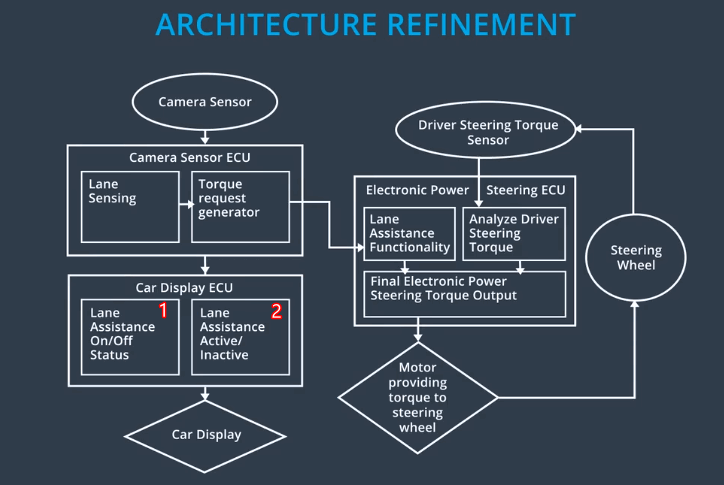 ARCHITECTURE REFINEMENT
Camera Sensor
Camera Sensor ECU
Lane
Sensing
Torque
request
generator
Car Display ECU
Lane
Assistance
On/Off
Status
1
Lane
Assistance
Active/
Inactive
2
Car Display
Driver Steering Torque
Sensor
Electronic Power Steering ECU
Lane
Assistance
Functionality
Analyze Driver
Steering
Torque
Final Electronic Power
Steering Torque Output
Motor
providing
torque to
steering
wheel
Steering
Wheel